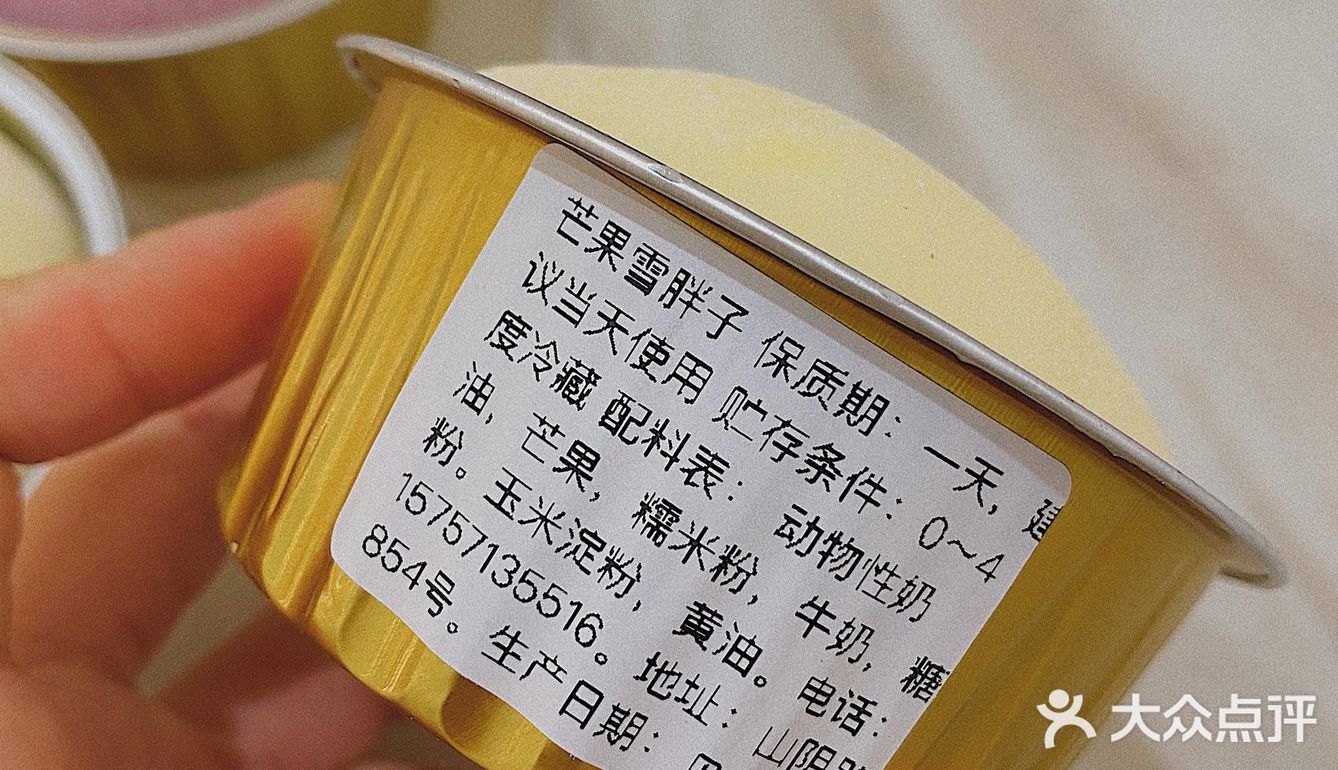 芒果雪胖子 保质期：一天，建
议当天使用 贮存条件：0~4
度冷藏 配料表：动物性奶
油，芒果，糯米粉，牛奶，糖
粉。玉米淀粉，黄油。电话：
15757135516。地址：山阴路
854号。生产日期：
大众点评